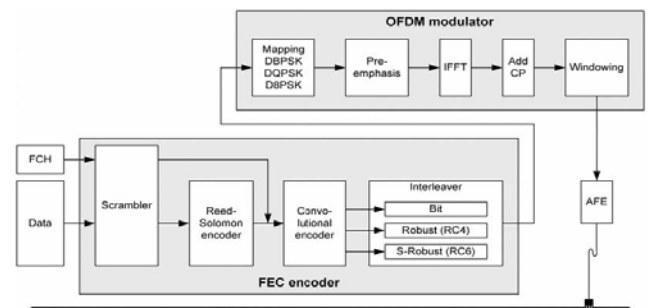 OFDM modulator
Mapping
DBPSK
DQPSK
D8PSK
Pre-
emphasis
IFFT
Add
CP
Windowing
FCH
Data
Scrambler
Reed-
Solomon
encoder
Convo-
lutional
encoder
Interleaver
Bit
Robust (RC4)
S-Robust (RC6)
AFE
FEC encoder